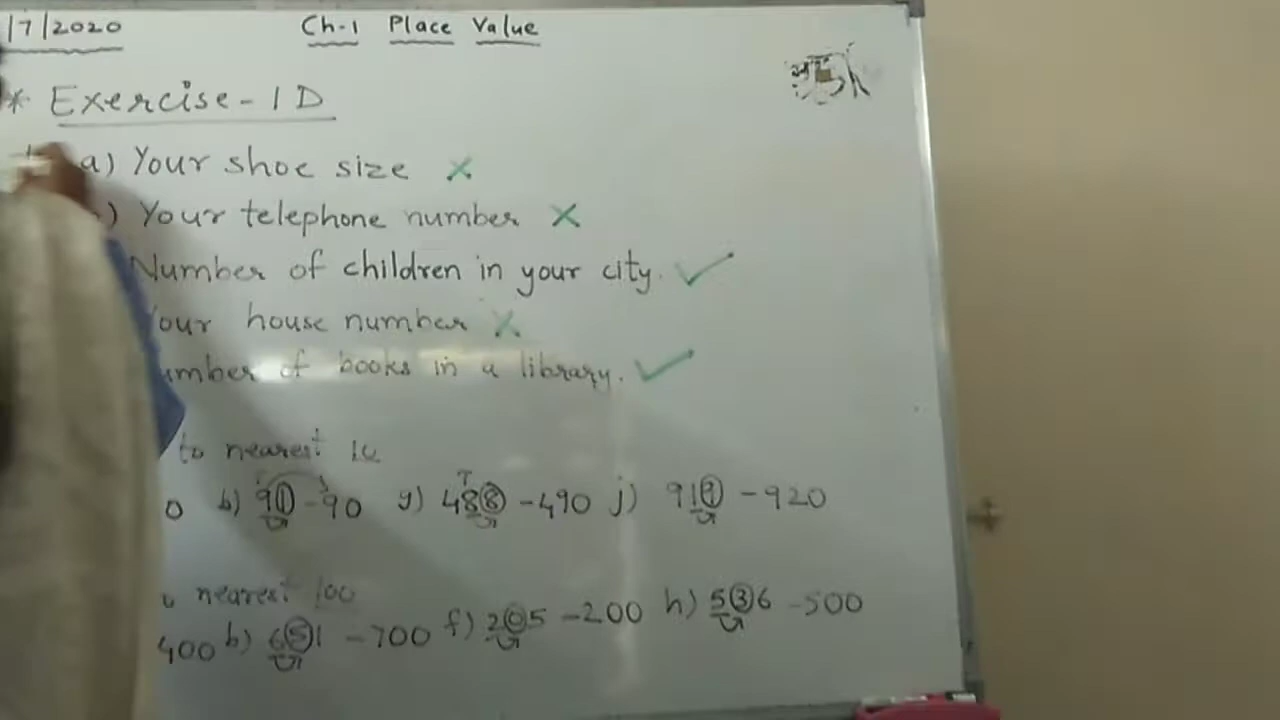 /7/2020 Ch-1 Place Value
* Exercise - 1 D
a) Your shoe size ×
) Your telephone number ×
Number of children in your city. ✓
our house number ×
umber of books in a library. ✓
to nearest 10
0 b) 91 - 90 g) 488 - 490 j) 919 - 920
o nearest 100
400 b) 651 - 700 f) 205 - 200 h) 536 - 500